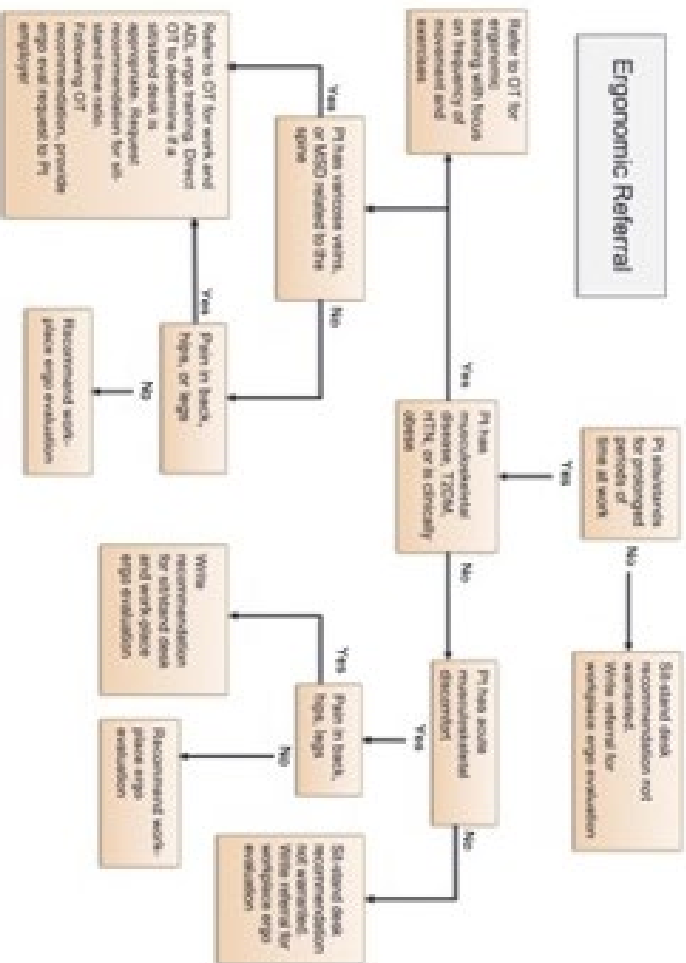 Ergonomic Referral
Pt sits/stands
for prolonged
periods of
time at work
No
Sit-stand desk
recommendation not
warranted.
Write referral for
workplace ergo evaluation
Yes
Pt has
musculoskeletal
disease, T2DM,
HTN, or is clinically
obese
Yes
No
Refer to OT for
ergonomic
training with focus
on frequency of
movement and
exercises
Pt has acute
musculoskeletal
discomfort
Yes
No
Pt has varicose veins,
or MSD related to the
spine
Yes
No
Pain in back,
hips, legs
Yes
No
Sit-stand desk
recommendation
not warranted.
Write referral for
workplace ergo
evaluation
Refer to OT for work and
ADL ergo training. Direct
OT to determine if a
sit/stand desk is
appropriate. Request
recommendation for sit-
stand time ratio.
Following OT
recommendation, provide
ergo eval request to Pt
employer
Yes
Pain in back,
hips, or legs
No
Recommend work-
place ergo evaluation
Write
recommendation
for sit/stand desk
and work-place
ergo evaluation
Recommend work-
place ergo
evaluation